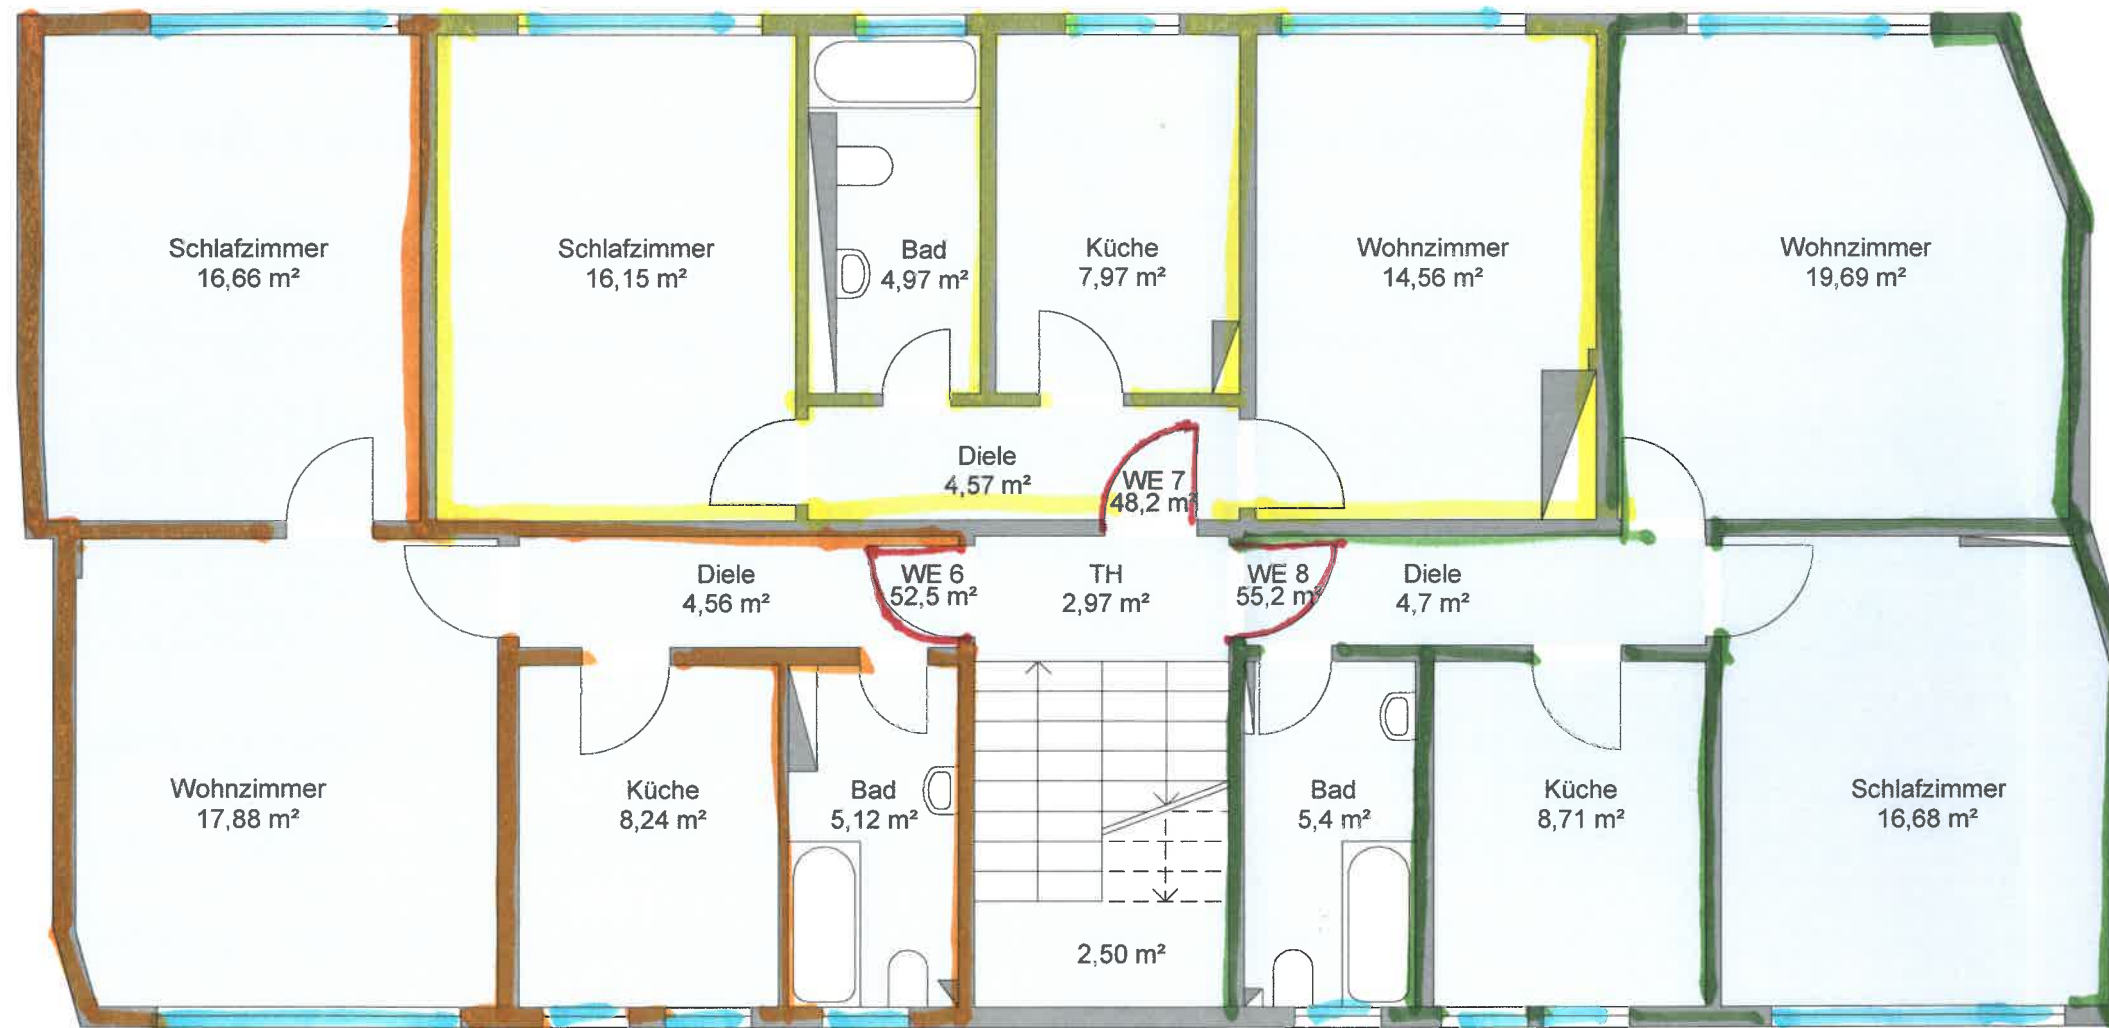 Schlafzimmer
16,66 m²
Schlafzimmer
16,15 m²
Bad
4,97 m²
Küche
7,97 m²
Wohnzimmer
14,56 m²
Wohnzimmer
19,69 m²
Diele
4,57 m²
WE 7
48,2 m²
Diele
4,56 m²
WE 6
52,5 m²
TH
2,97 m²
WE 8
55,2 m²
Diele
4,7 m²
Wohnzimmer
17,88 m²
Küche
8,24 m²
Bad
5,12 m²
Bad
5,4 m²
Küche
8,71 m²
Schlafzimmer
16,68 m²
2,50 m²